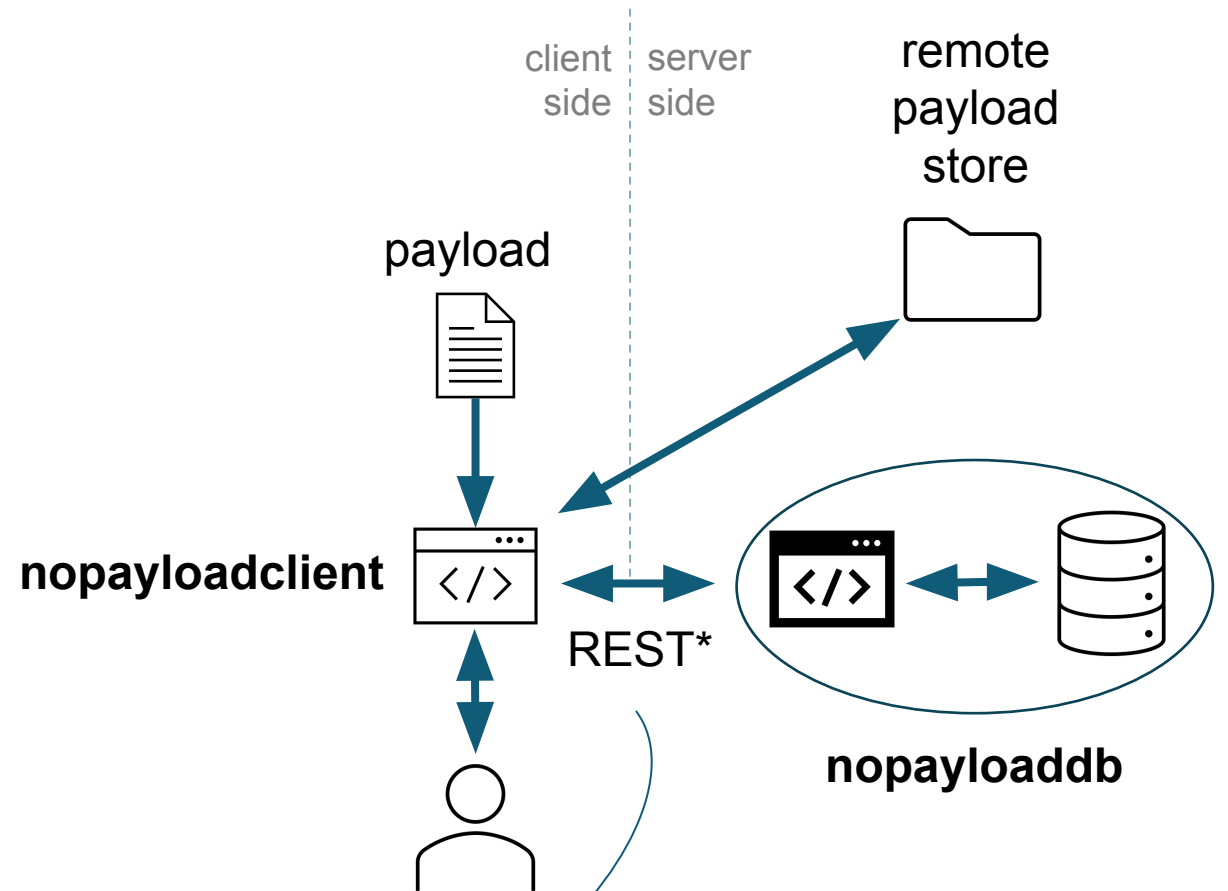 client
side
server
side
remote
payload
store
payload
nopayloadclient
</>
</>
REST*
nopayloaddb